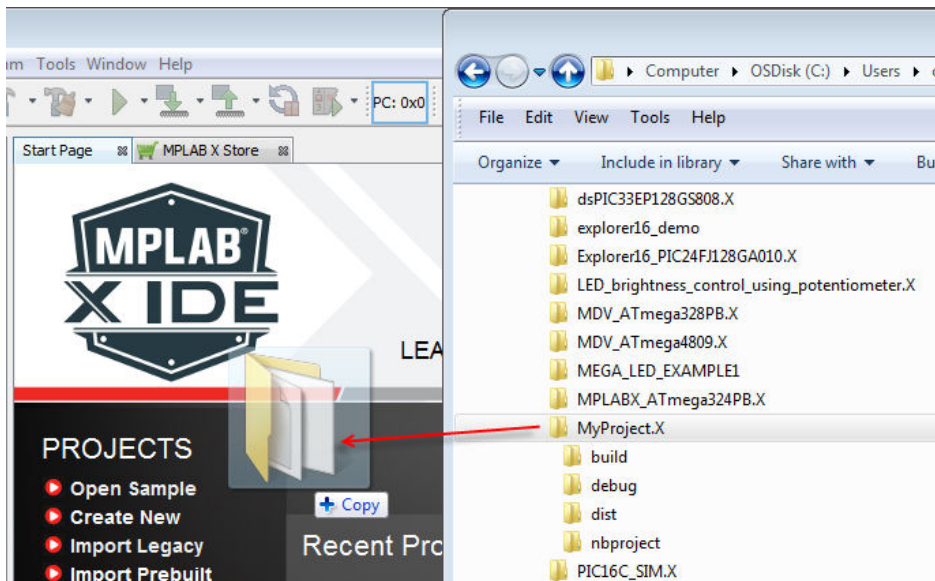 Tools Window Help
PC: 0x0
Start Page
MPLAB X Store
MPLAB®
X IDE
LEA
PROJECTS
Open Sample
Create New
Import Legacy
Import Prebuilt
Copy
Recent Pro
Computer
OSDisk (C:)
Users
File Edit View Tools Help
Organize Include in library Share with Bu
dsPIC33EP128GS808.X
explorer16_demo
Explorer16_PIC24FJ128GA010.X
LED_brightness_control_using_potentiometer.X
MDV_ATmega328PB.X
MDV_ATmega4809.X
MEGA_LED_EXAMPLE1
MPLABX_ATmega324PB.X
MyProject.X
build
debug
dist
nbproject
PIC16C_SIM.X